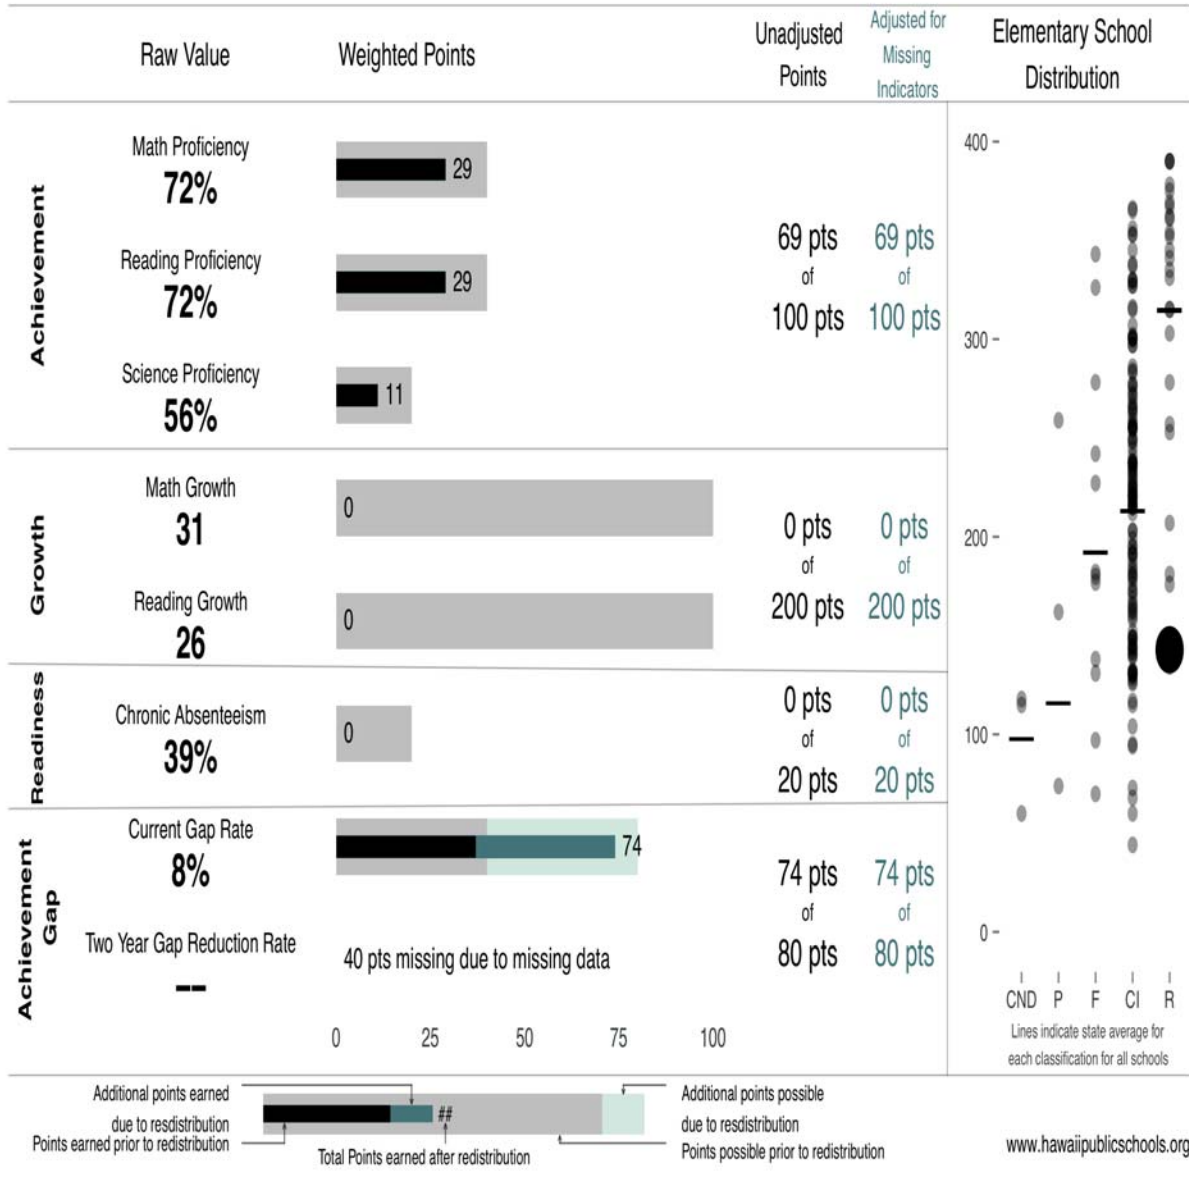 Raw Value
Weighted Points
Unadjusted
Points
Adjusted for
Missing
Indicators
Elementary School
Distribution
Achievement
Math Proficiency
72%
29
Reading Proficiency
72%
29
Science Proficiency
56%
11
69 pts
of
100 pts
69 pts
of
100 pts
Growth
Math Growth
31
0
Reading Growth
26
0
0 pts
of
200 pts
0 pts
of
200 pts
Readiness
Chronic Absenteeism
39%
0
0 pts
of
20 pts
0 pts
of
20 pts
Achievement
Gap
Current Gap Rate
8%
74
Two Year Gap Reduction Rate
--
40 pts missing due to missing data
74 pts
of
80 pts
74 pts
of
80 pts
0 25 50 75 100
400
300
200
100
0
CND P F CI R
Lines indicate state average for
each classification for all schools
Additional points earned
due to resdistribution
Points earned prior to redistribution
##
Total Points earned after redistribution
Additional points possible
due to resdistribution
Points possible prior to redistribution
www.hawaiipublicschools.org